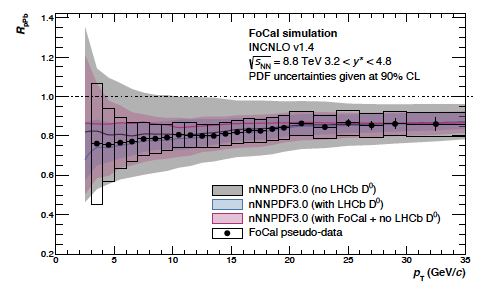 R_pPb
1.4
1.2
1.0
0.8
0.6
0.4
0.2
FoCal simulation
INCNLO v1.4
√s_NN = 8.8 TeV 3.2 < y* < 4.8
PDF uncertainties given at 90% CL
nNNPDF3.0 (no LHCb D⁰)
nNNPDF3.0 (with LHCb D⁰)
nNNPDF3.0 (with FoCal + no LHCb D⁰)
FoCal pseudo-data
0 5 10 15 20 25 30 35
p_T (GeV/c)